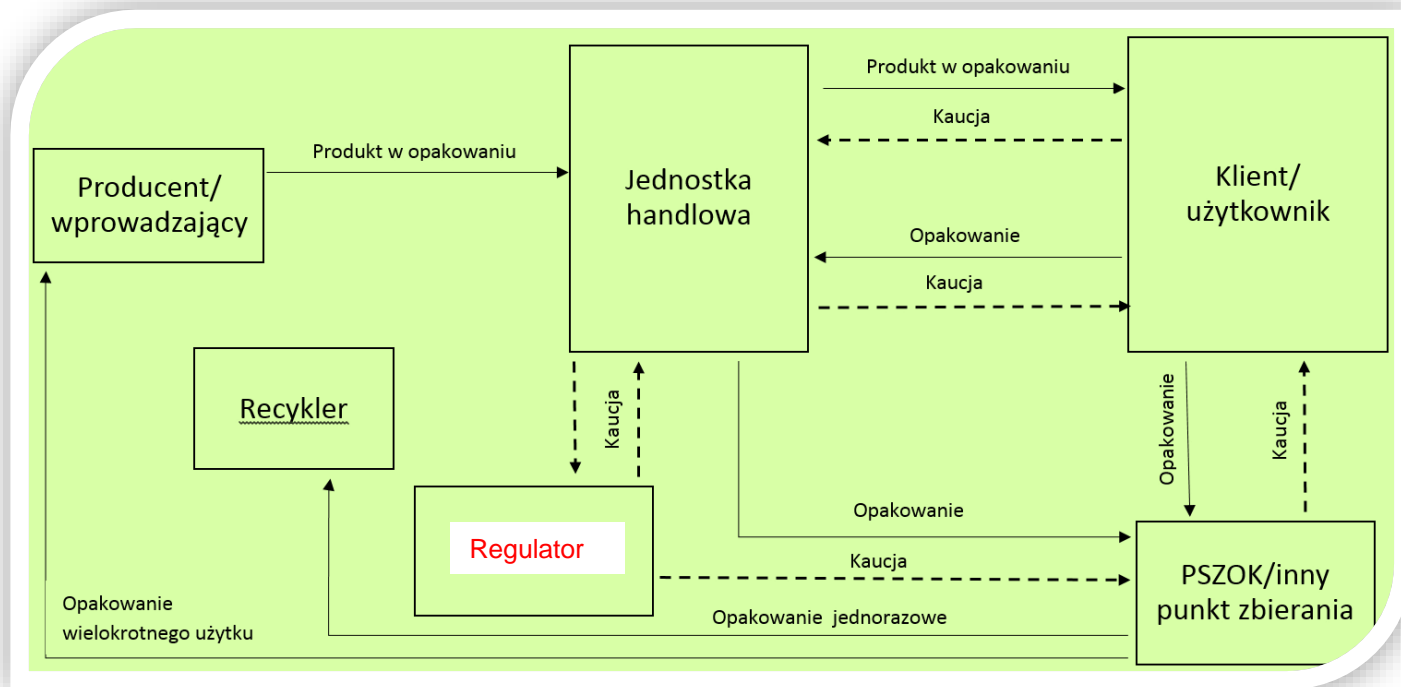 Produkt w opakowaniu
Kaucja
Produkt w opakowaniu
Producent/
wprowadzający
Jednostka
handlowa
Klient/
użytkownik
Opakowanie
Kaucja
Recykler
Kaucja
Opakowanie
Kaucja
Opakowanie
Regulator
Kaucja
PSZOK/inny
punkt zbierania
Opakowanie
wielokrotnego użytku
Opakowanie jednorazowe